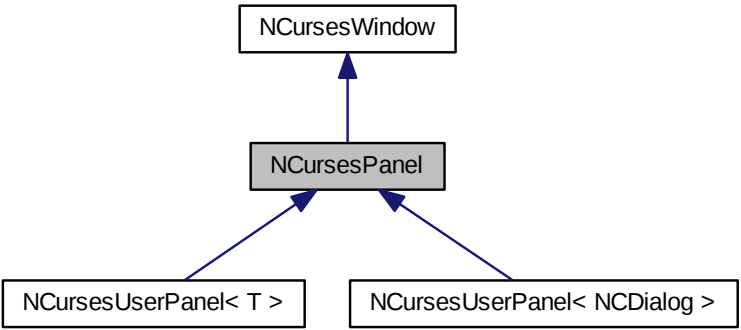 NCursesWindow
NCursesPanel
NCursesUserPanel< T >
NCursesUserPanel< NCDialog >